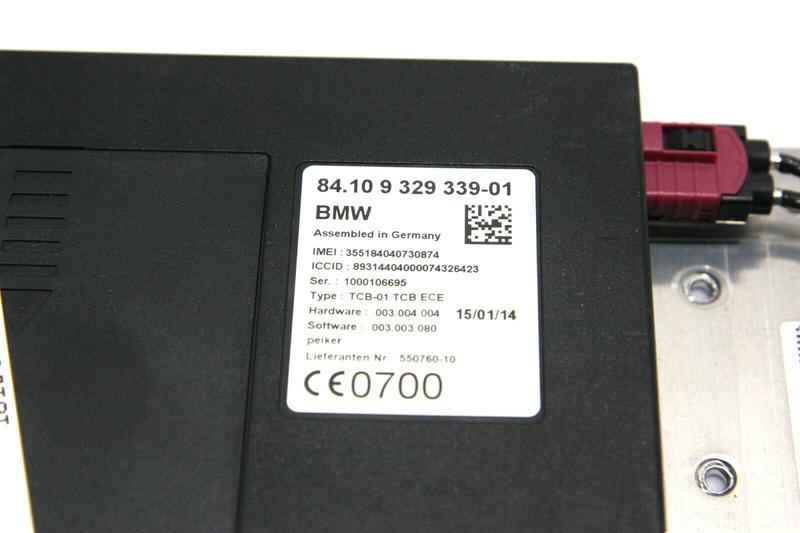 84.10 9 329 339-01
BMW
Assembled in Germany
IMEI : 355184040730874
ICCID : 89314404000074326423
Ser. : 1000106695
Type : TCB-01 TCB ECE
Hardware : 003.004.004 15/01/14
Software : 003.003.080
peiker
Lieferanten Nr. 550760-10
CE0700